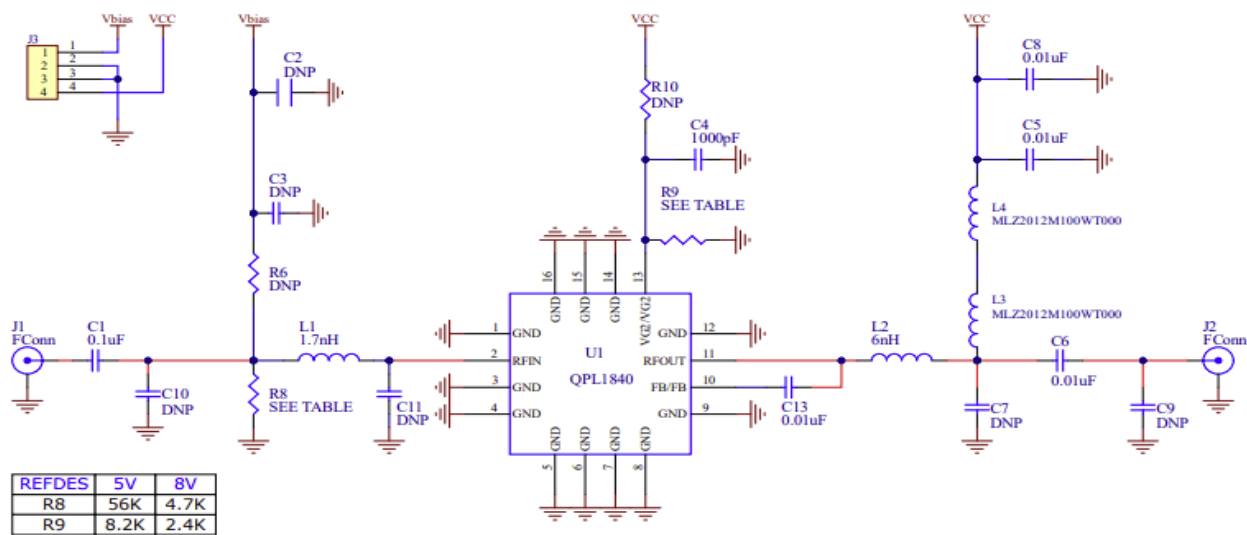 Vbias
VCC
J3
1
2
3
4
1
2
3
4
Vbias
C2
DNP
C3
DNP
R6
DNP
J1
FConn
C1
0.1uF
C10
DNP
L1
1.7nH
R8
SEE TABLE
C11
DNP
VCC
R10
DNP
C4
1000pF
R9
SEE TABLE
16
15
14
13
GND
GND
GND
VG2/VG2
1
GND
2
RFIN
3
GND
4
GND
U1
QPL1840
GND
12
RFOUT
11
FB/FB
10
GND
9
GND
GND
GND
GND
5
6
7
8
C13
0.01uF
L2
6nH
VCC
C8
0.01uF
C5
0.01uF
L4
MLZ2012M100WT000
L3
MLZ2012M100WT000
C6
0.01uF
C7
DNP
C9
DNP
J2
FConn
REFDES 5V 8V
R8 56K 4.7K
R9 8.2K 2.4K